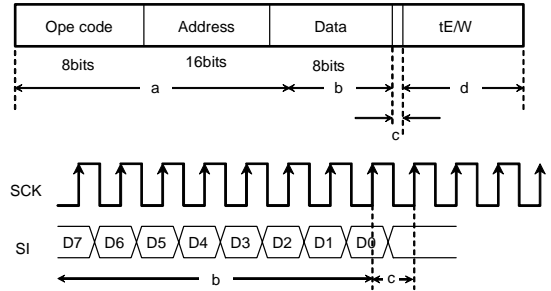 Ope code Address Data tE/W
8bits 16bits 8bits
a b d
c
SCK
SI D7 D6 D5 D4 D3 D2 D1 D0
b c